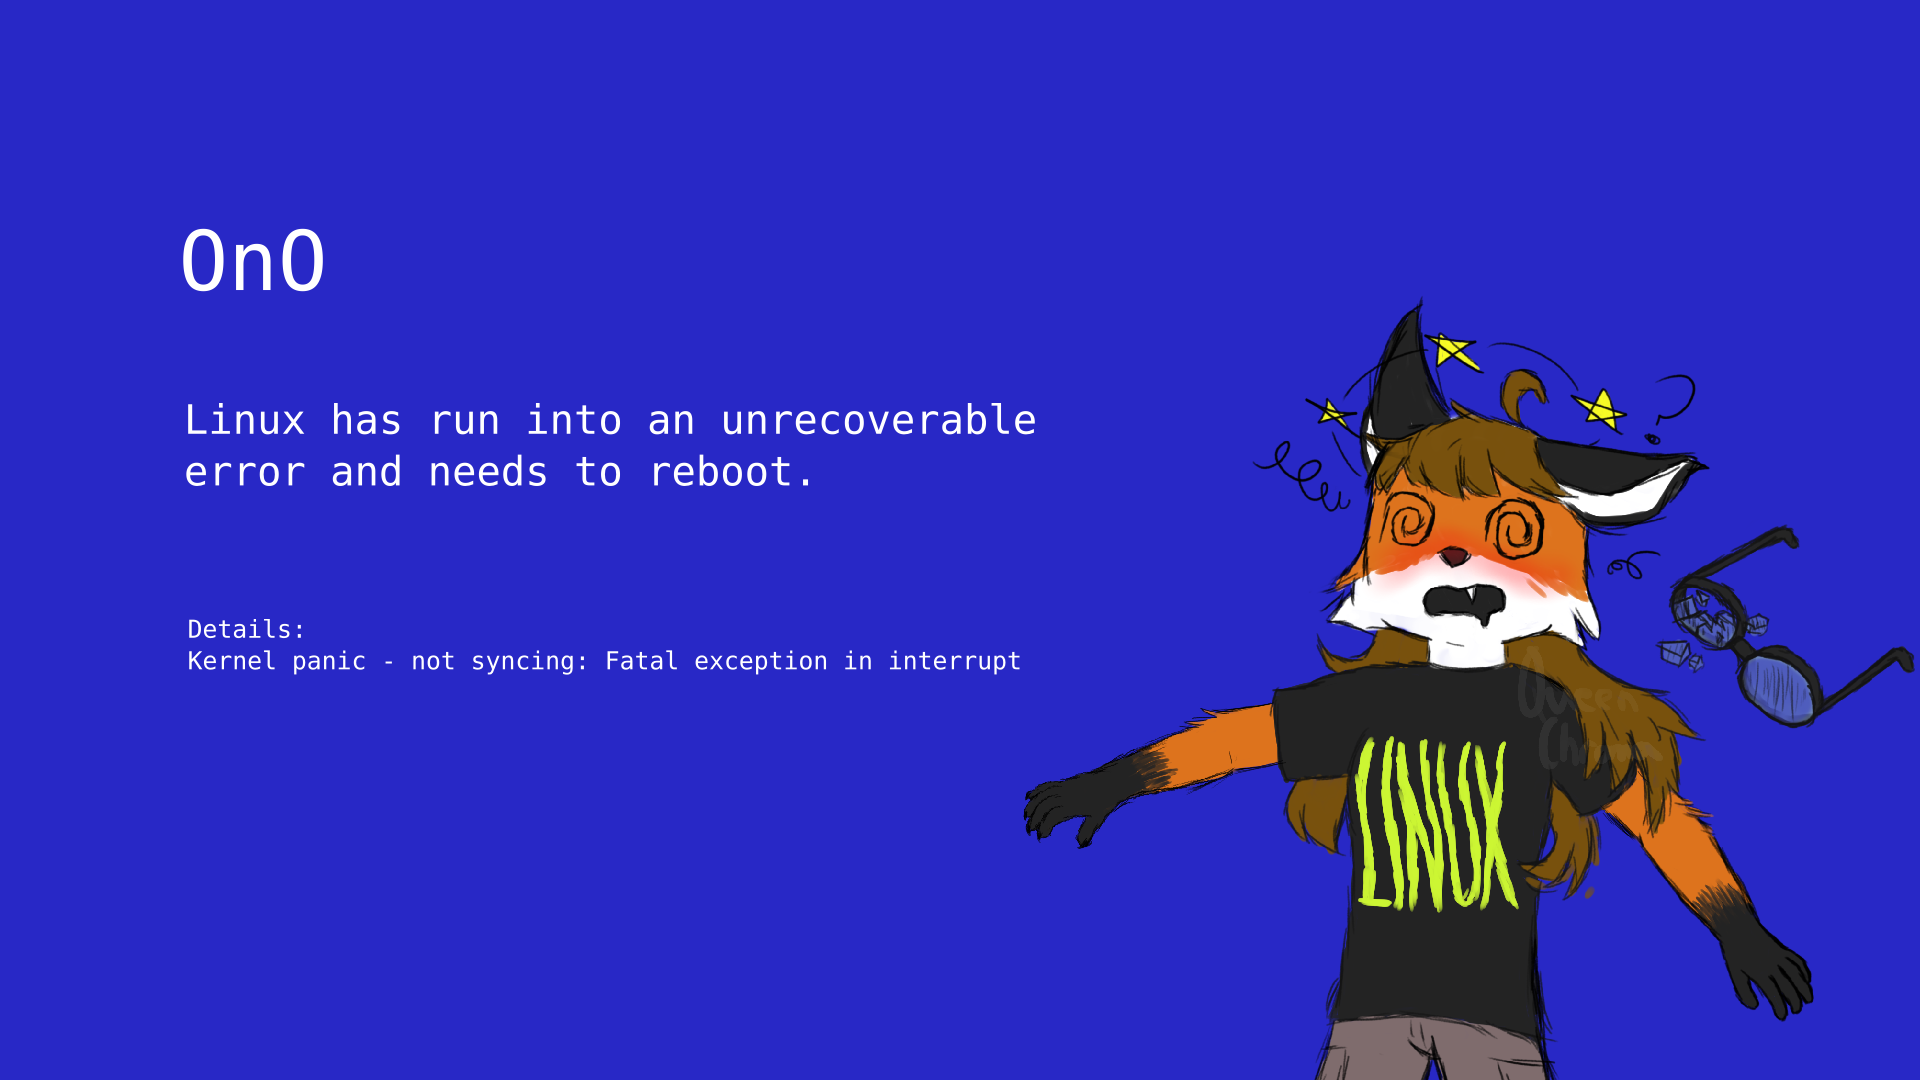 OnO
Linux has run into an unrecoverable
error and needs to reboot.
Details:
Kernel panic - not syncing: Fatal exception in interrupt
?
Queen
LINUX